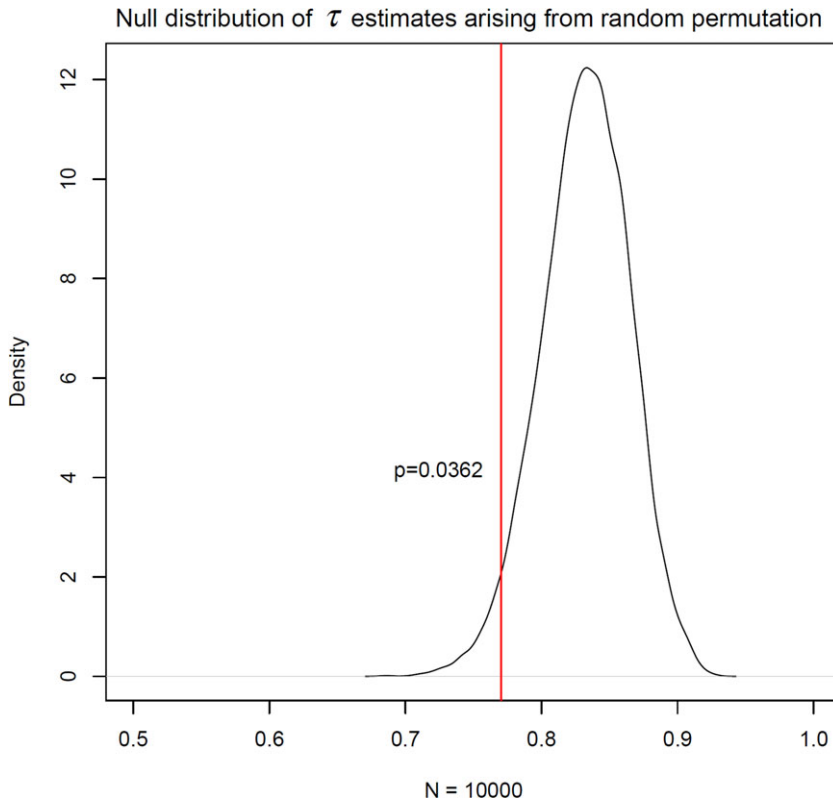 Null distribution of τ estimates arising from random permutation
12
10
8
6
4
2
0
Density
p=0.0362
0.5 0.6 0.7 0.8 0.9 1.0
N = 10000